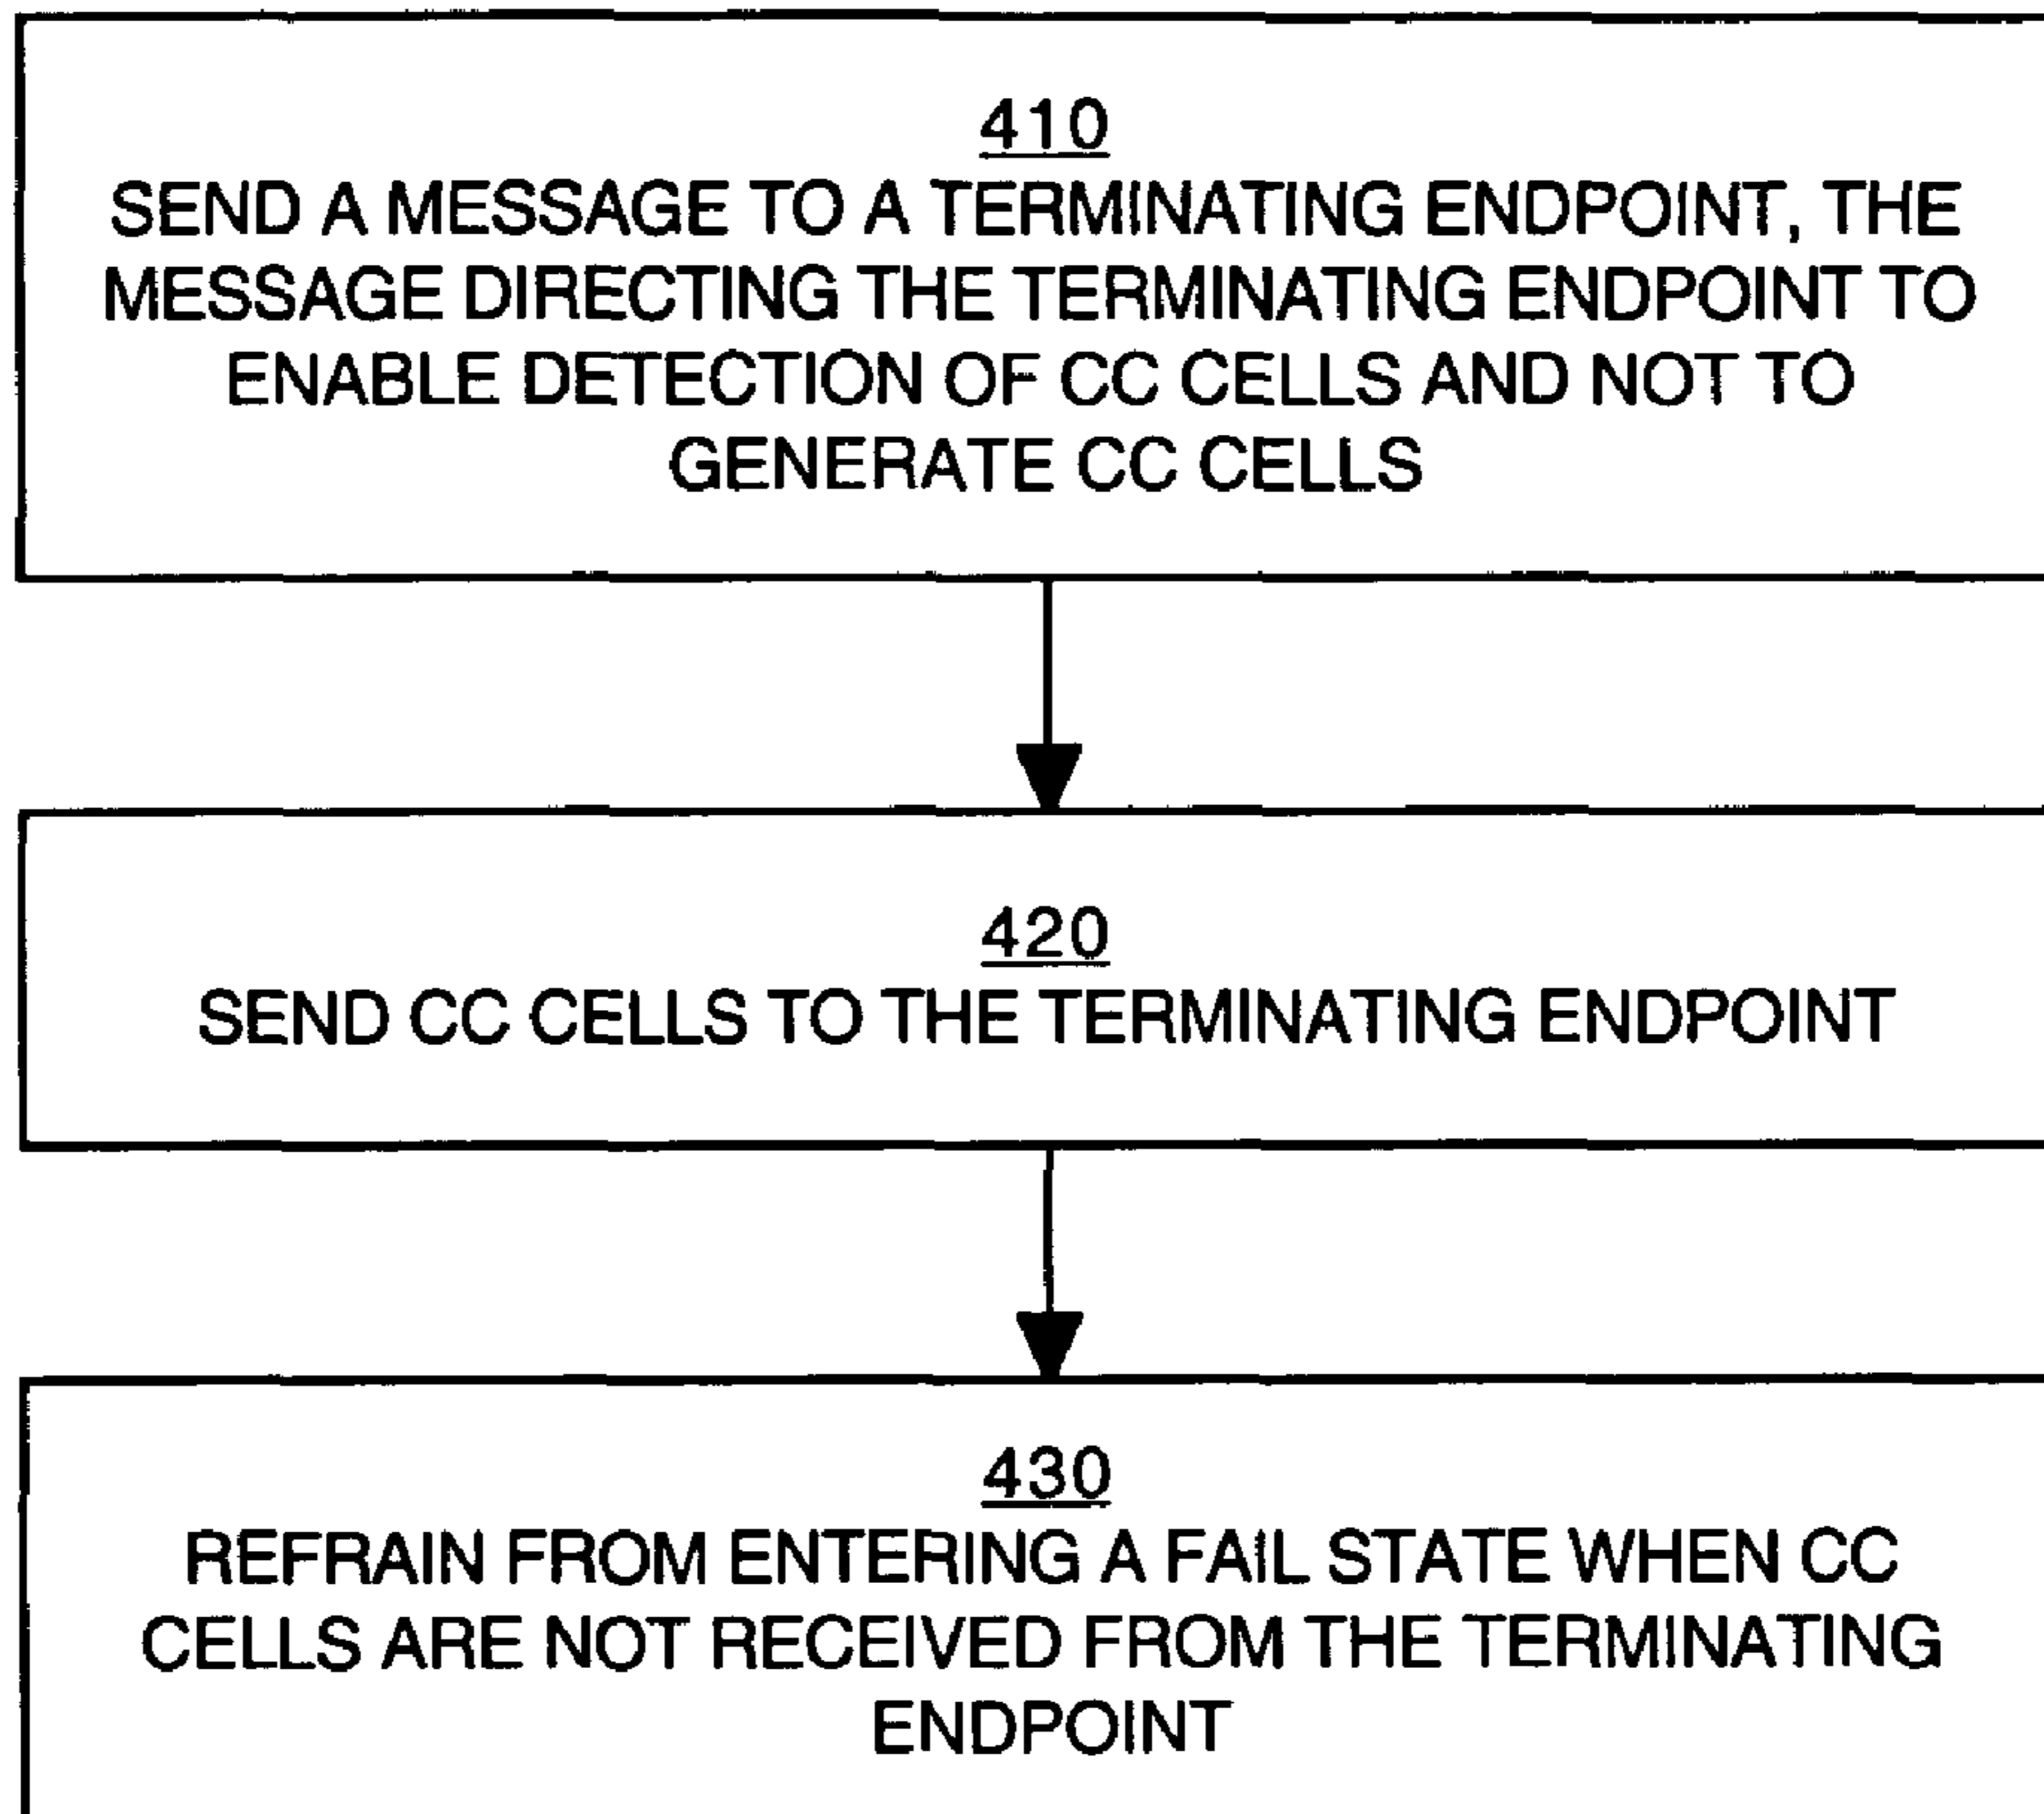 410
SEND A MESSAGE TO A TERMINATING ENDPOINT, THE
MESSAGE DIRECTING THE TERMINATING ENDPOINT TO
ENABLE DETECTION OF CC CELLS AND NOT TO
GENERATE CC CELLS
420
SEND CC CELLS TO THE TERMINATING ENDPOINT
430
REFRAIN FROM ENTERING A FAIL STATE WHEN CC
CELLS ARE NOT RECEIVED FROM THE TERMINATING
ENDPOINT